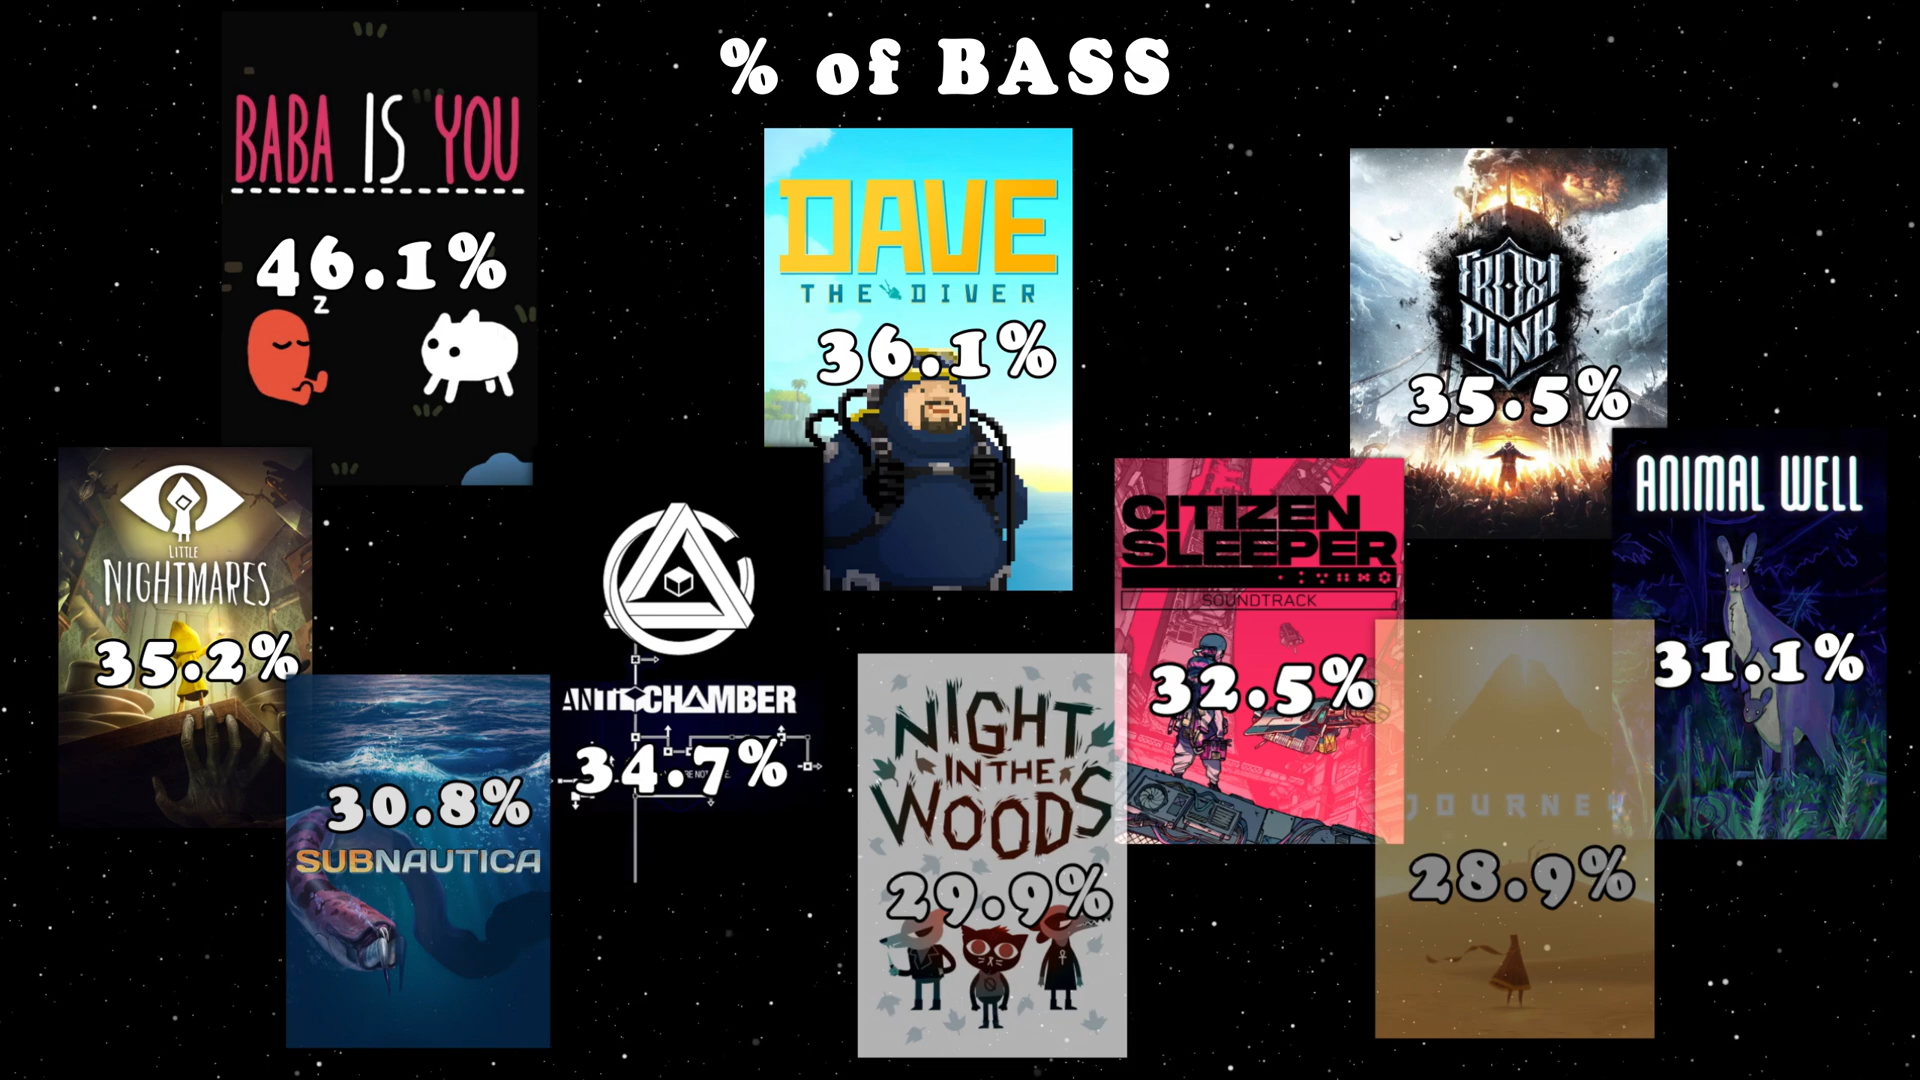 % of BASS
BABA IS YOU
46.1%
z
DAVE
THE DIVER
36.1%
FROST
PUNK
35.5%
LITTLE
NIGHTMARES
35.2%
ANTICHAMBER
34.7%
CITIZEN
SLEEPER
SOUNDTRACK
32.5%
ANIMAL WELL
31.1%
30.8%
SUBNAUTICA
NIGHT
IN THE
WOODS
29.9%
JOURNEY
28.9%